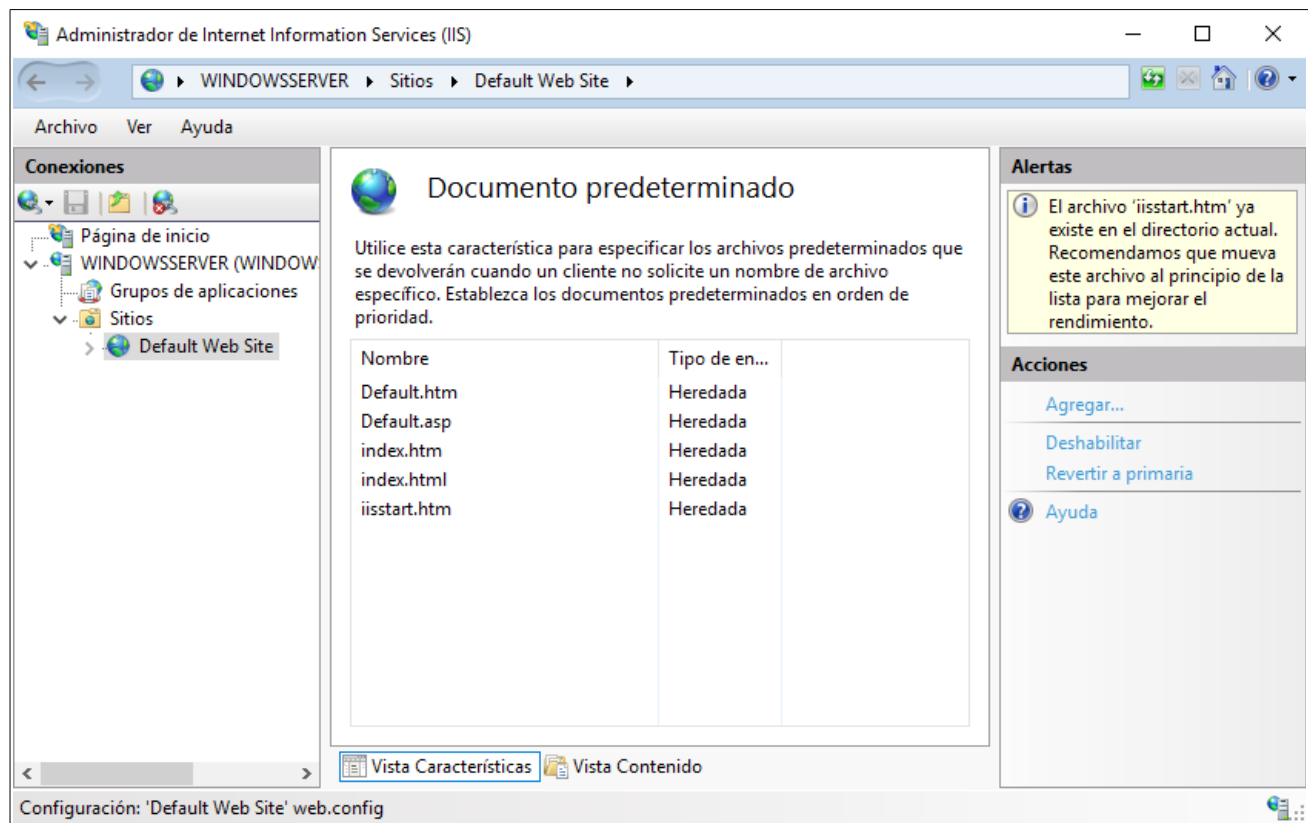 Administrador de Internet Information Services (IIS)
WINDOWSSERVER Sitios Default Web Site
Archivo Ver Ayuda
Conexiones
Página de inicio
WINDOWSSERVER (WINDOW
Grupos de aplicaciones
Sitios
Default Web Site
Documento predeterminado
Utilice esta característica para especificar los archivos predeterminados que
se devolverán cuando un cliente no solicite un nombre de archivo
específico. Establezca los documentos predeterminados en orden de
prioridad.
Nombre Tipo de en...
Default.htm Heredada
Default.asp Heredada
index.htm Heredada
index.html Heredada
iisstart.htm Heredada
Vista Características Vista Contenido
Alertas
El archivo 'iisstart.htm' ya
existe en el directorio actual.
Recomendamos que mueva
este archivo al principio de la
lista para mejorar el
rendimiento.
Acciones
Agregar...
Deshabilitar
Revertir a primaria
Ayuda
Configuración: 'Default Web Site' web.config